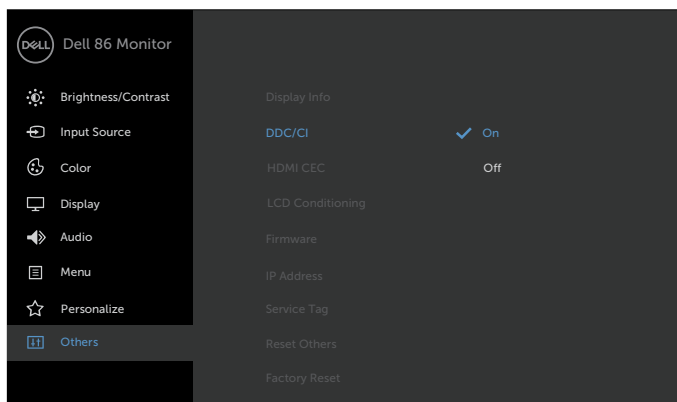 DELL Dell 86 Monitor
Brightness/Contrast
Display Info
Input Source
DDC/CI
On
Color
HDMI CEC
Off
Display
LCD Conditioning
Audio
Firmware
Menu
IP Address
Personalize
Service Tag
Others
Reset Others
Factory Reset